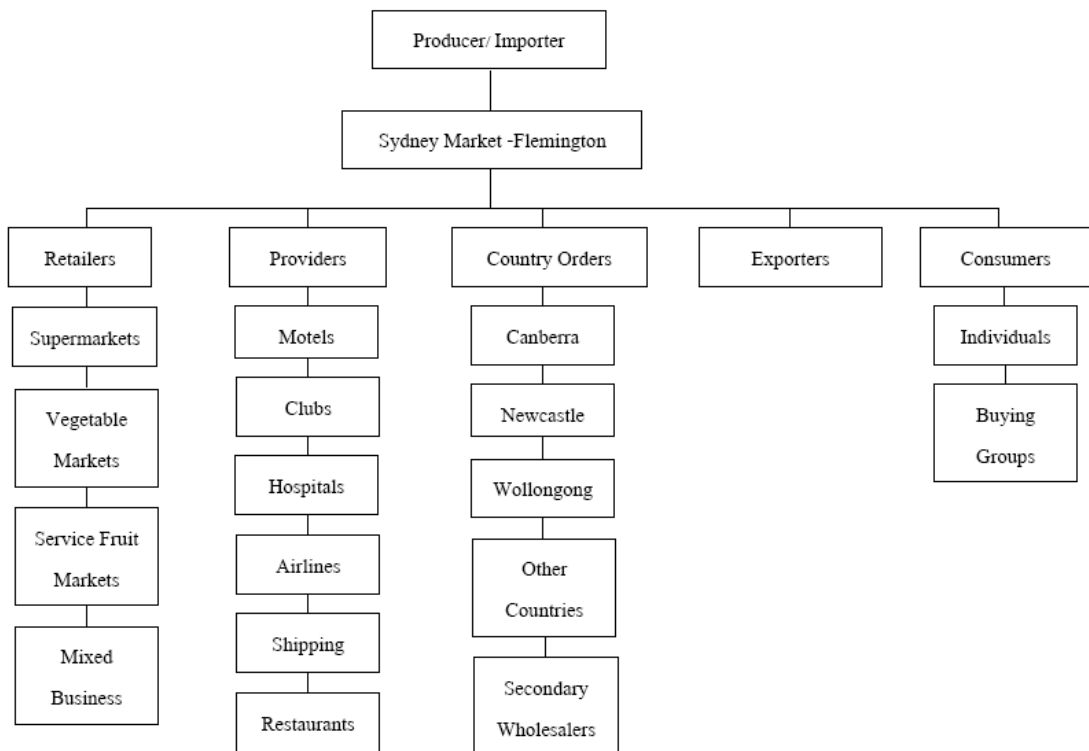 Producer/ Importer
Sydney Market -Flemington
Retailers
Providers
Country Orders
Exporters
Consumers
Supermarkets
Vegetable
Markets
Service Fruit
Markets
Mixed
Business
Motels
Clubs
Hospitals
Airlines
Shipping
Restaurants
Canberra
Newcastle
Wollongong
Other
Countries
Secondary
Wholesalers
Individuals
Buying
Groups